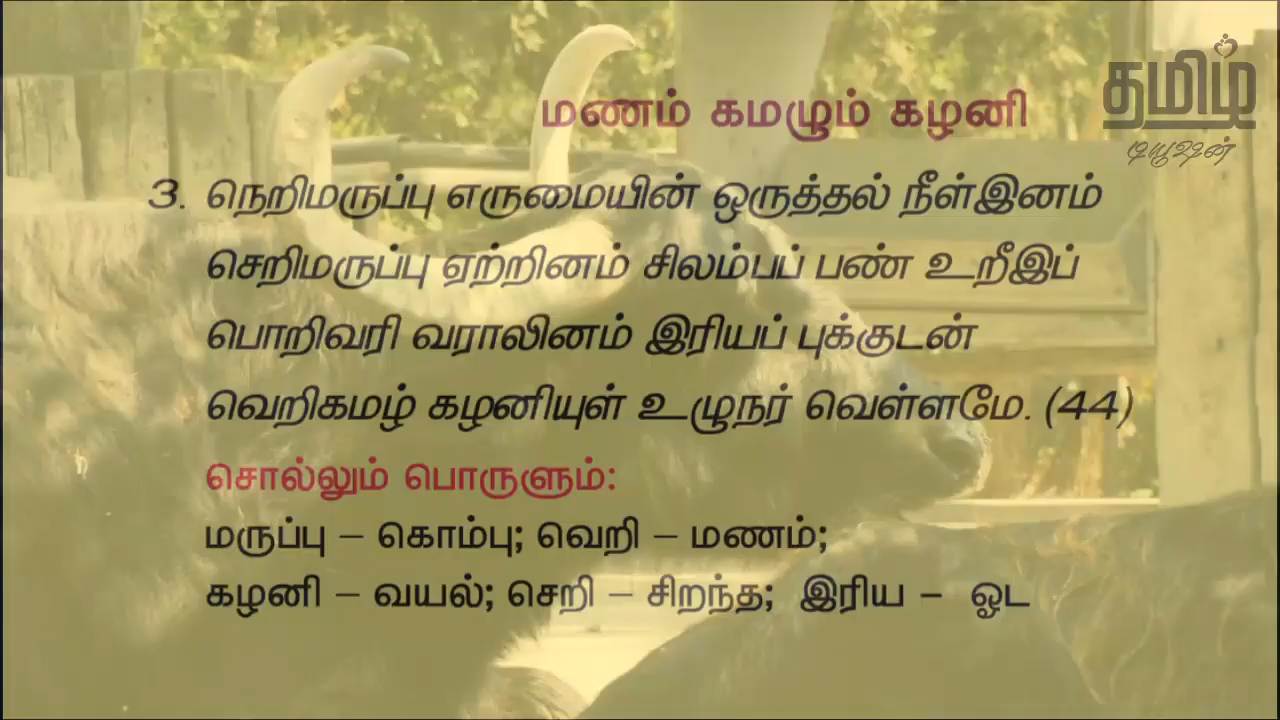 தமிழ்
டியூஷன்
மணம் கமழும் கழனி
3. நெறிமருப்பு எருமையின் ஒருத்தல் நீள்இனம்
செறிமருப்பு ஏற்றினம் சிலம்பப் பண் உறீஇப்
பொறிவரி வராலினம் இரியப் புக்குடன்
வெறிகமழ் கழனியுள் உழுநர் வெள்ளமே. (44)
சொல்லும் பொருளும்:
மருப்பு – கொம்பு; வெறி – மணம்;
கழனி – வயல்; செறி – சிறந்த; இரிய – ஓட